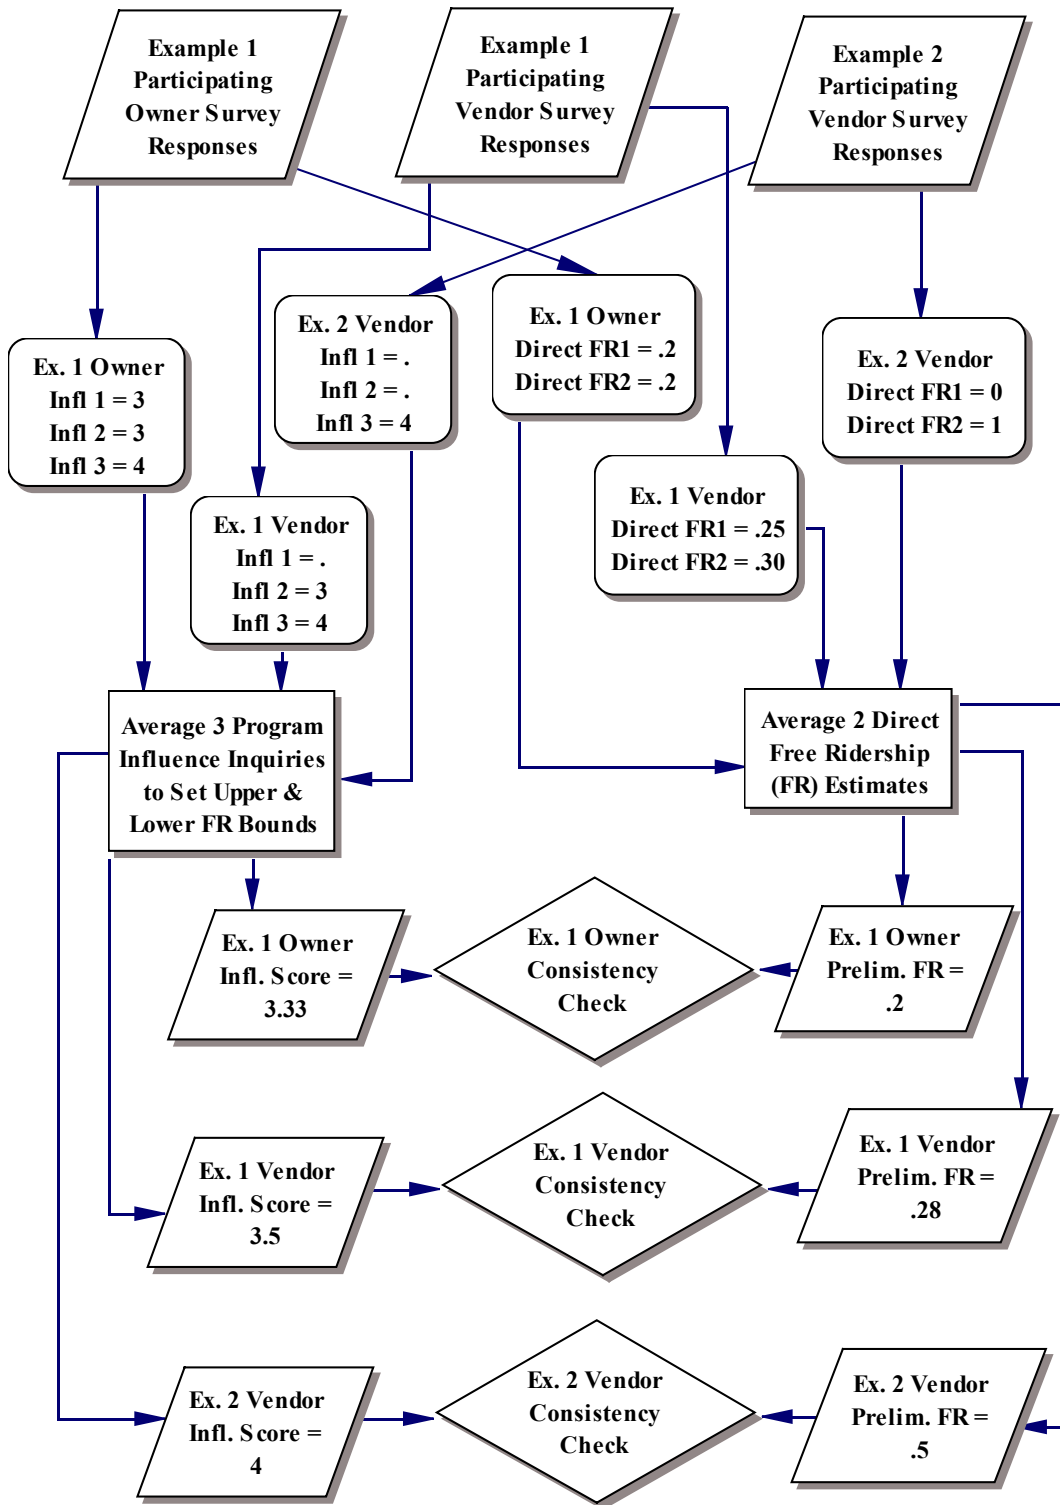 Example 1
Participating
Owner Survey
Responses
Example 1
Participating
Vendor Survey
Responses
Example 2
Participating
Vendor Survey
Responses
Ex. 1 Owner
Infl 1 = 3
Infl 2 = 3
Infl 3 = 4
Ex. 2 Vendor
Infl 1 = .
Infl 2 = .
Infl 3 = 4
Ex. 1 Owner
Direct FR1 = .2
Direct FR2 = .2
Ex. 2 Vendor
Direct FR1 = 0
Direct FR2 = 1
Ex. 1 Vendor
Infl 1 = .
Infl 2 = 3
Infl 3 = 4
Ex. 1 Vendor
Direct FR1 = .25
Direct FR2 = .30
Average 3 Program
Influence Inquiries
to Set Upper &
Lower FR Bounds
Average 2 Direct
Free Ridership
(FR) Estimates
Ex. 1 Owner
Infl. Score =
3.33
Ex. 1 Owner
Consistency
Check
Ex. 1 Owner
Prelim. FR =
.2
Ex. 1 Vendor
Infl. Score =
3.5
Ex. 1 Vendor
Consistency
Check
Ex. 1 Vendor
Prelim. FR =
.28
Ex. 2 Vendor
Infl. Score =
4
Ex. 2 Vendor
Consistency
Check
Ex. 2 Vendor
Prelim. FR =
.5